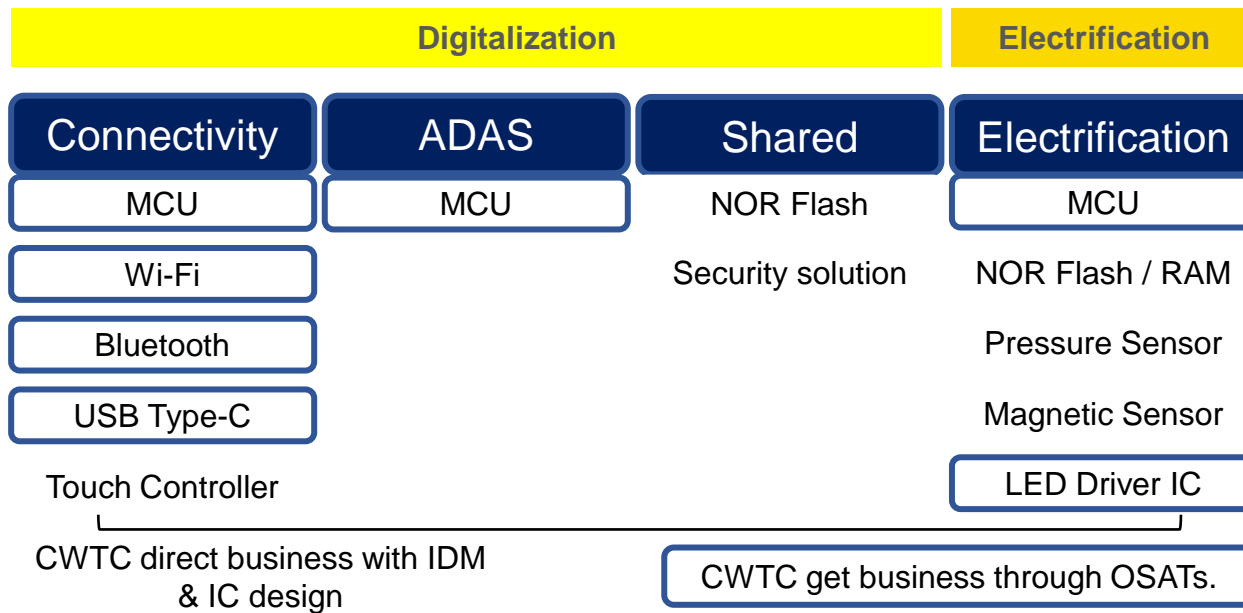 Digitalization
Electrification
Connectivity
ADAS
Shared
Electrification
MCU
MCU
NOR Flash
MCU
Wi-Fi
Security solution
NOR Flash / RAM
Bluetooth
Pressure Sensor
USB Type-C
Magnetic Sensor
Touch Controller
LED Driver IC
CWTC direct business with IDM
& IC design
CWTC get business through OSATs.